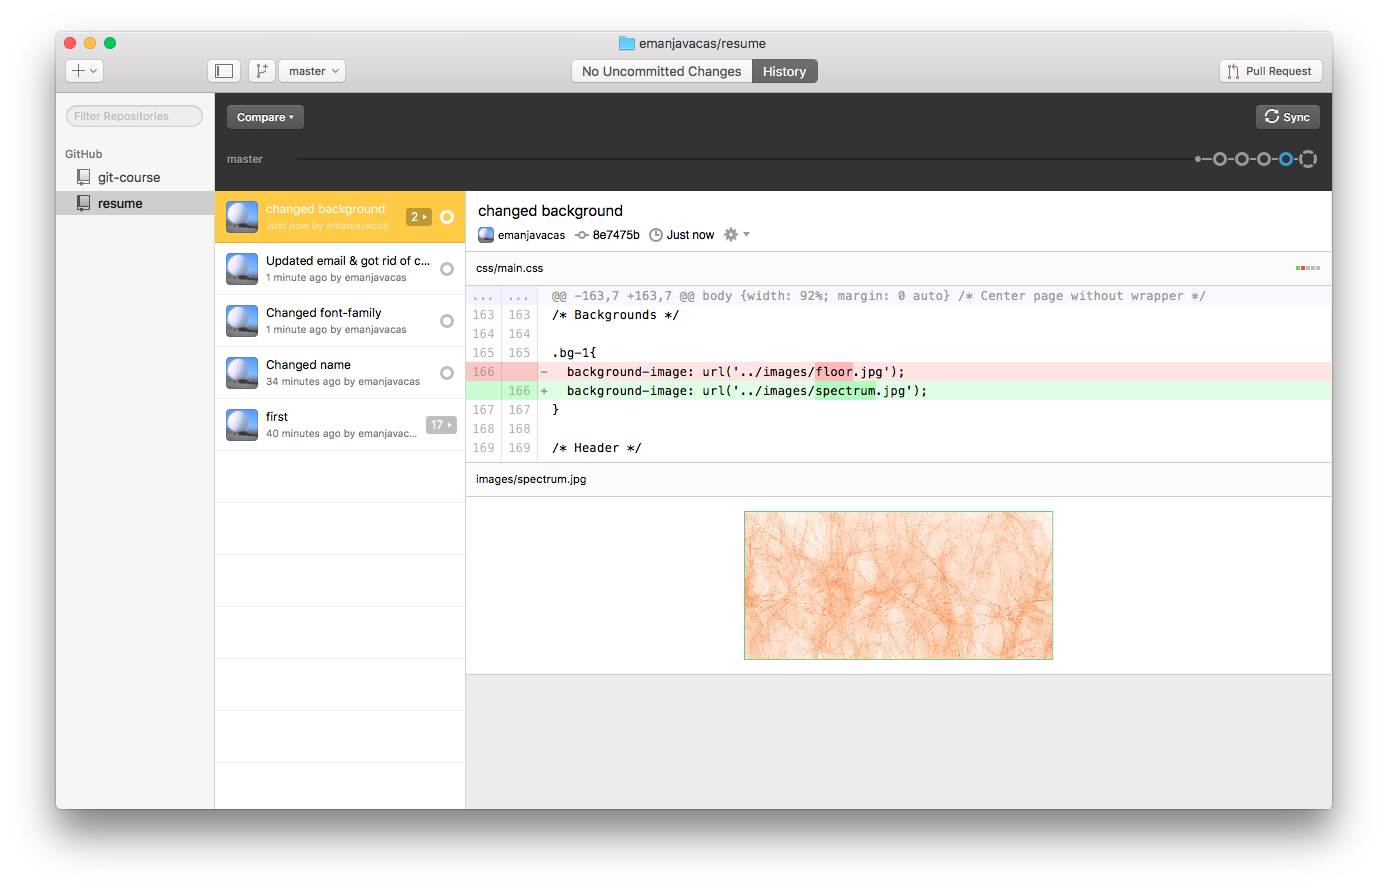 emanjavacas/resume
master
No Uncommitted Changes
History
Pull Request
Filter Repositories
GitHub
git-course
resume
Compare
Sync
master
changed background
Just now by emanjavacas
2
Updated email & got rid of c...
1 minute ago by emanjavacas
Changed font-family
1 minute ago by emanjavacas
Changed name
34 minutes ago by emanjavacas
first
40 minutes ago by emanjavac...
17
changed background
emanjavacas 8e7475b Just now
css/main.css
... ... @@ -163,7 +163,7 @@ body {width: 92%; margin: 0 auto} /* Center page without wrapper */
163 163 /* Backgrounds */
164 164
165 165 .bg-1{
166 - background-image: url('../images/floor.jpg');
166 + background-image: url('../images/spectrum.jpg');
167 167 }
168 168
169 169 /* Header */
images/spectrum.jpg